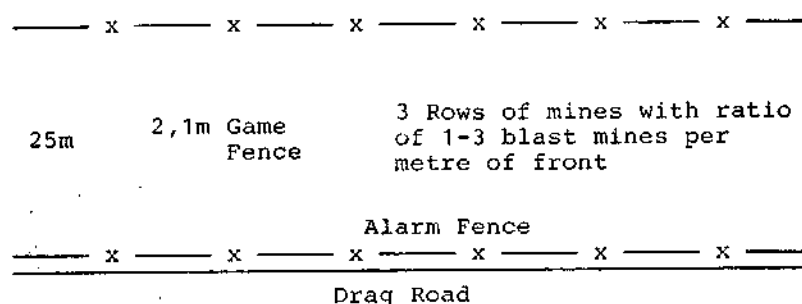 x x x x x x
3 Rows of mines with ratio
25m 2,1m Game of 1-3 blast mines per
Fence metre of front
Alarm Fence
x x x x x x
Drag Road